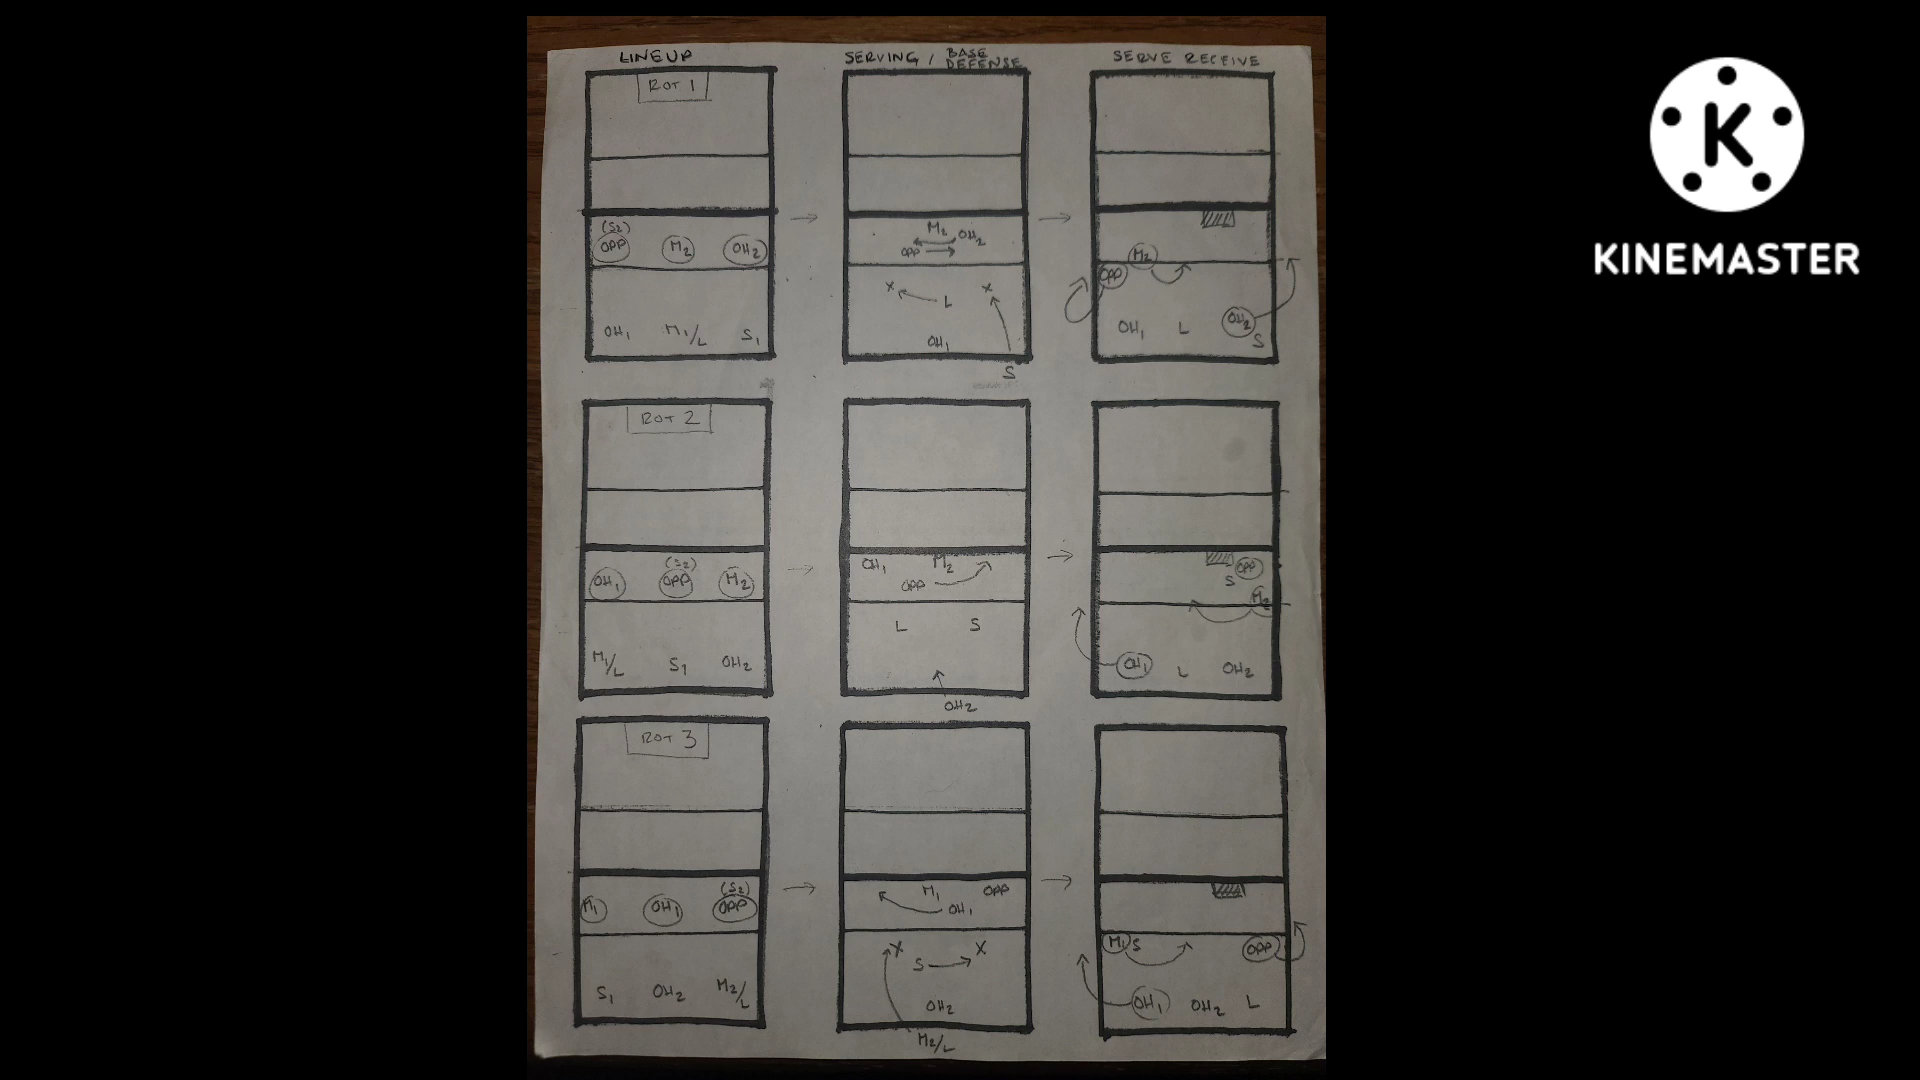 LINEUP
SERVING / BASE DEFENSE
SERVE RECEIVE
ROT 1
(S2)
OPP M2 OH2
OH1 M1/L S1
M2
OH2
OPP
X L X
OH1
S
M2
OPP
OH1 L OH2
S
ROT 2
(S2)
OH1 OPP M2
M1/L S1 OH2
OH1 M2
OPP
L S
OH2
OPP
S
M2
OH1 L OH2
ROT 3
(S2)
M1 OH1 OPP
S1 OH2 M2/L
M1 OPP
OH1
X X
S
OH2
M2/L
M1 S OPP
OH1 OH2 L
K
KINEMASTER